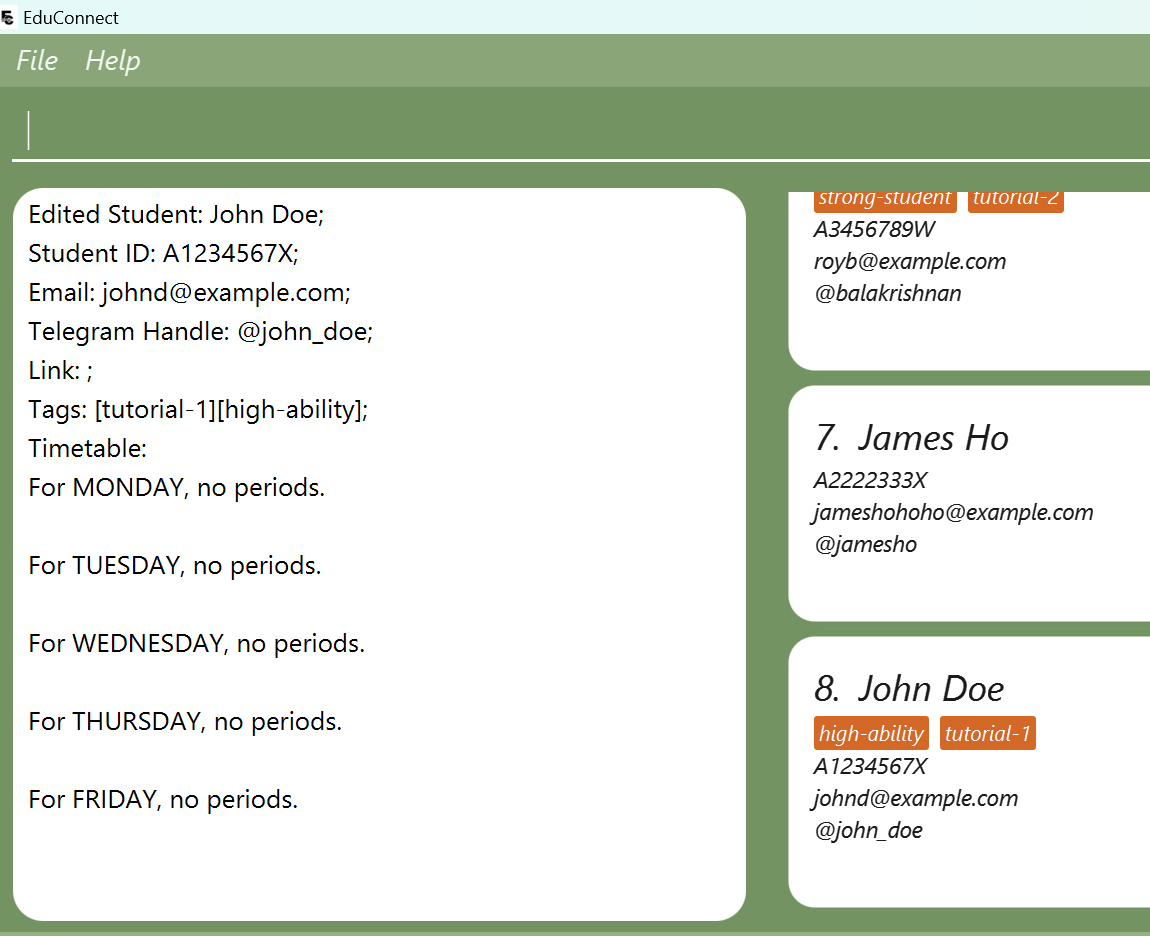 EduConnect
File Help
Edited Student: John Doe;
Student ID: A1234567X;
Email: johnd@example.com;
Telegram Handle: @john_doe;
Link: ;
Tags: [tutorial-1][high-ability];
Timetable:
For MONDAY, no periods.
For TUESDAY, no periods.
For WEDNESDAY, no periods.
For THURSDAY, no periods.
For FRIDAY, no periods.
strong-student tutorial-2
A3456789W
royb@example.com
@balakrishnan
7. James Ho
A2222333X
jameshohoho@example.com
@jamesho
8. John Doe
high-ability tutorial-1
A1234567X
johnd@example.com
@john_doe